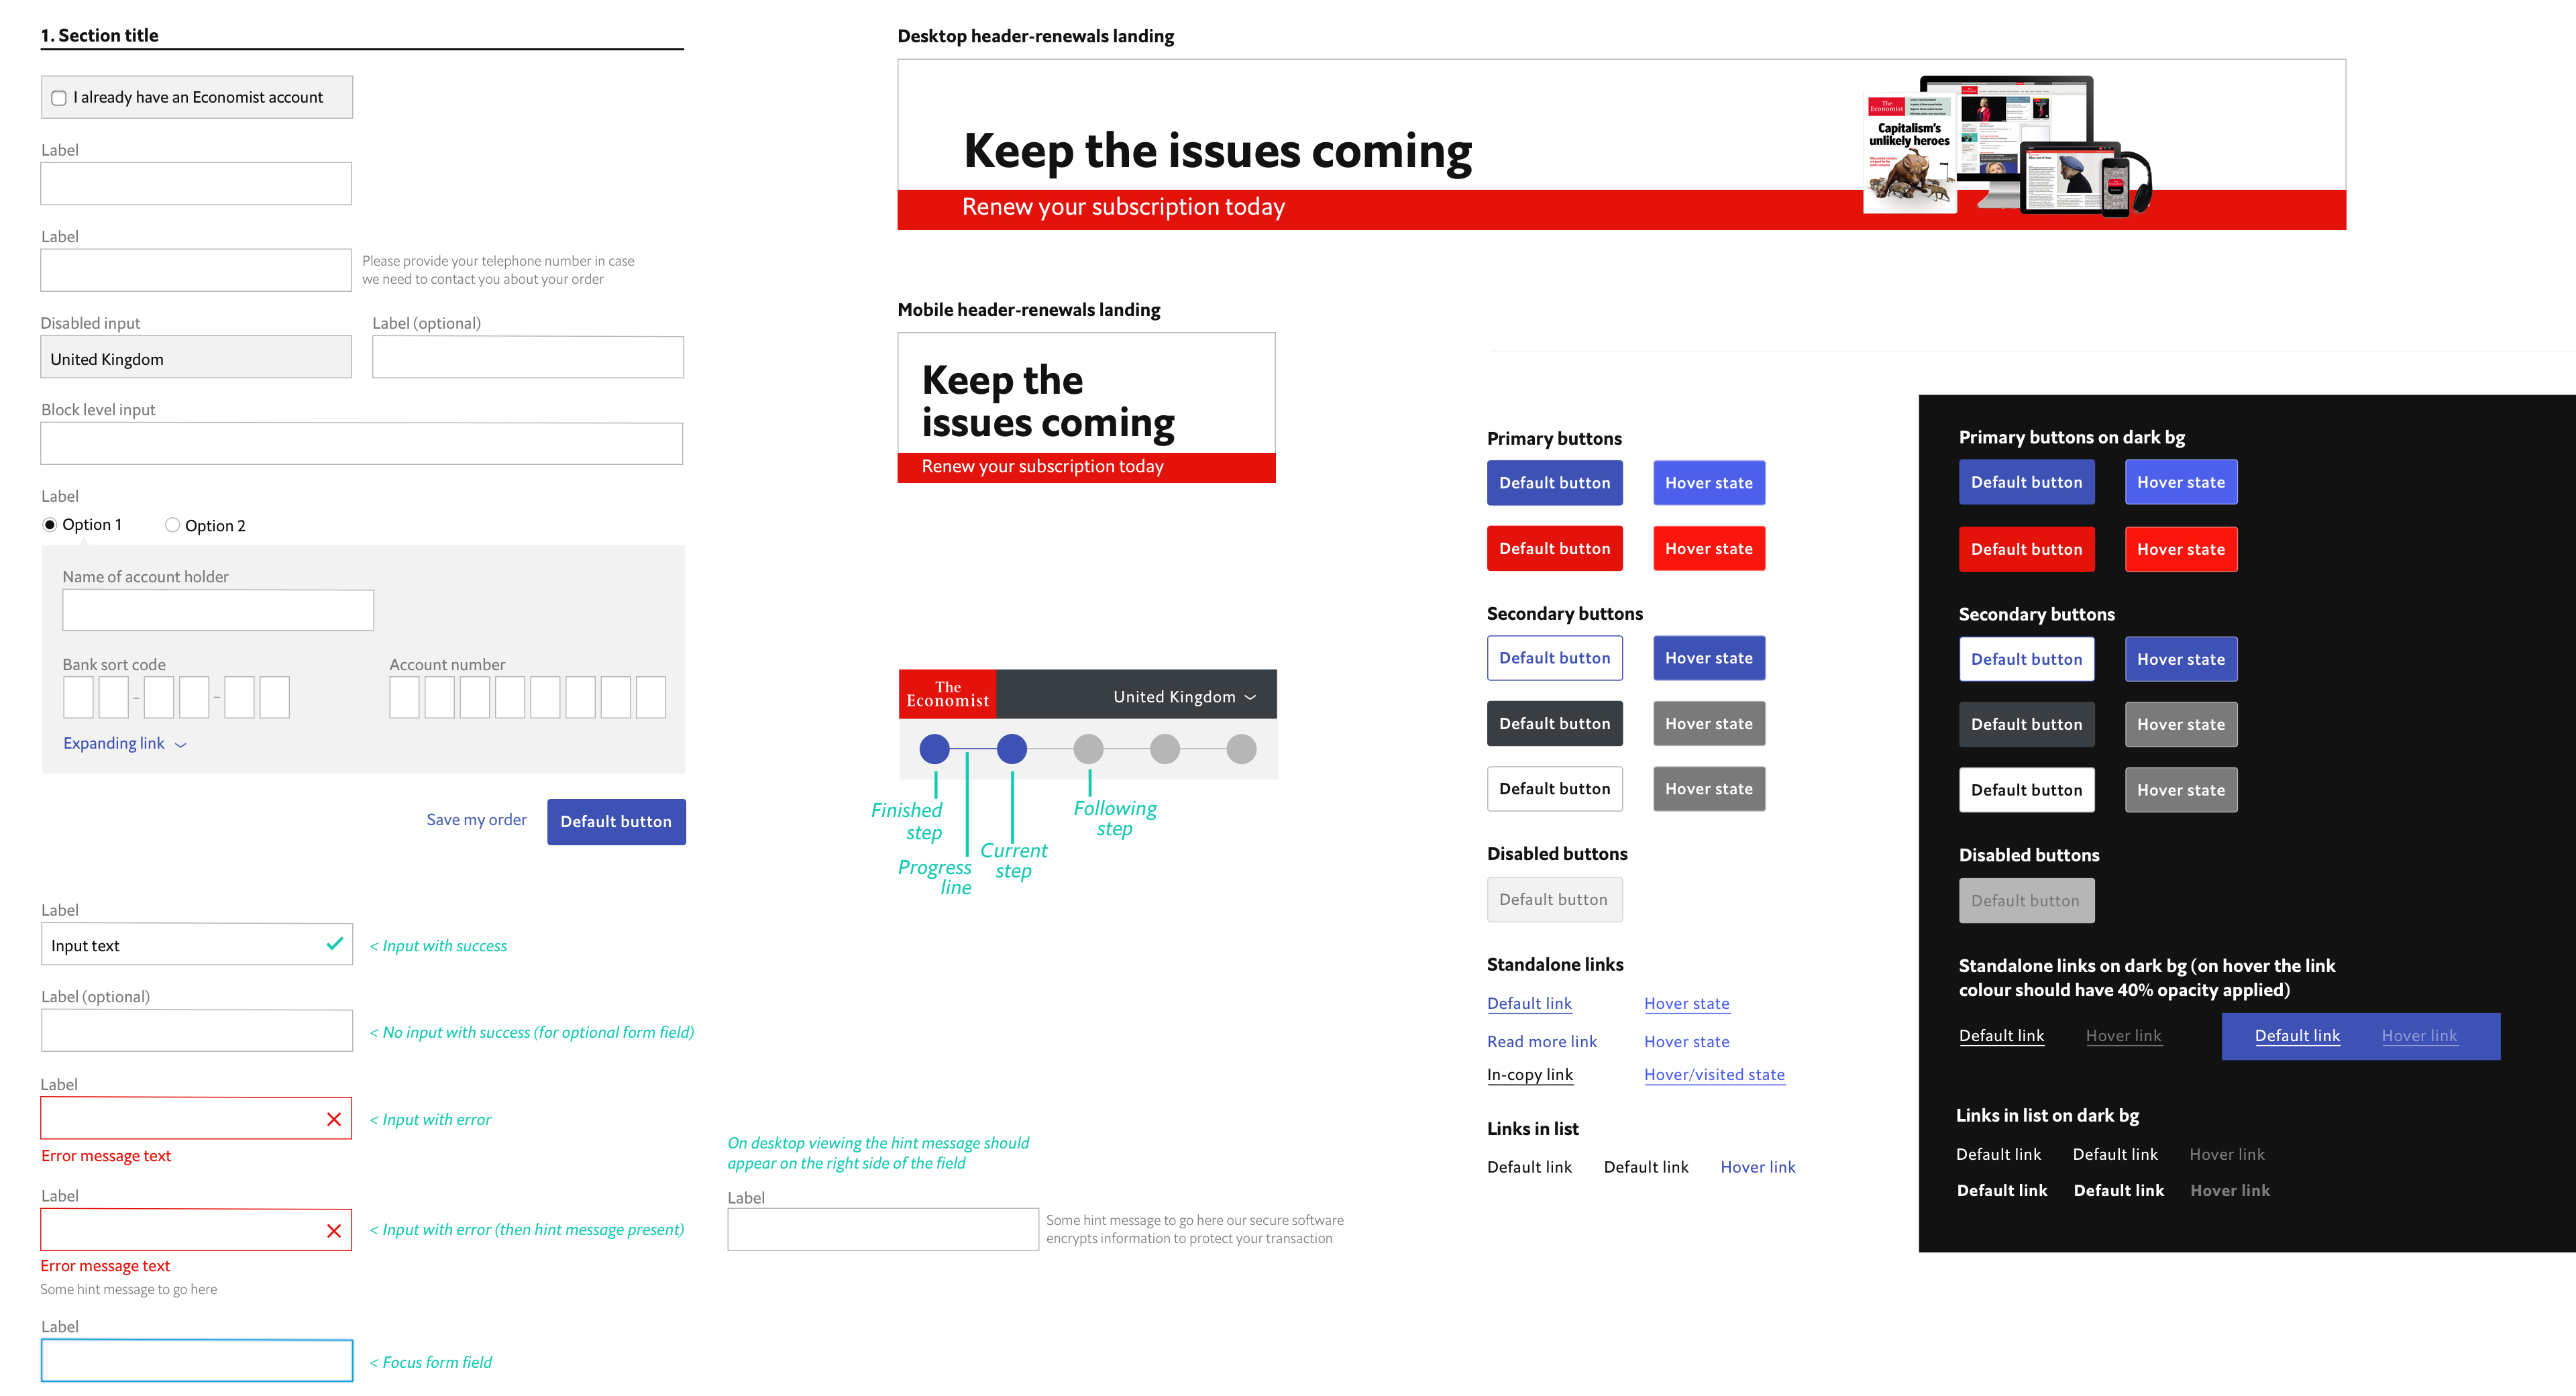 1. Section title
I already have an Economist account
Label
Label
Please provide your telephone number in case
we need to contact you about your order
Disabled input
Label (optional)
United Kingdom
Block level input
Label
Option 1
Option 2
Name of account holder
Bank sort code
Account number
– –
Expanding link
Save my order
Default button
Label
Input text
< Input with success
Label (optional)
< No input with success (for optional form field)
Label
< Input with error
Error message text
Label
< Input with error (then hint message present)
Error message text
Some hint message to go here
Label
< Focus form field
Desktop header-renewals landing
Keep the issues coming
Renew your subscription today
The
Economist
Capitalism's
unlikely heroes
Mobile header-renewals landing
Keep the
issues coming
Renew your subscription today
The
Economist
United Kingdom
Finished
step
Progress
line
Current
step
Following
step
On desktop viewing the hint message should
appear on the right side of the field
Label
Some hint message to go here our secure software
encrypts information to protect your transaction
Primary buttons
Default button
Hover state
Default button
Hover state
Secondary buttons
Default button
Hover state
Default button
Hover state
Default button
Hover state
Disabled buttons
Default button
Standalone links
Default link
Hover state
Read more link
Hover state
In-copy link
Hover/visited state
Links in list
Default link
Default link
Hover link
Primary buttons on dark bg
Default button
Hover state
Default button
Hover state
Secondary buttons
Default button
Hover state
Default button
Hover state
Default button
Hover state
Disabled buttons
Default button
Standalone links on dark bg (on hover the link
colour should have 40% opacity applied)
Default link
Hover link
Default link
Hover link
Links in list on dark bg
Default link
Default link
Hover link
Default link
Default link
Hover link